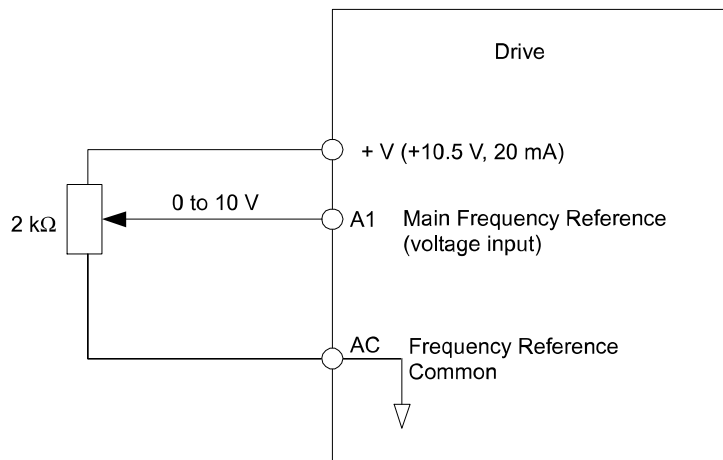 Drive
+ V (+10.5 V, 20 mA)
0 to 10 V
2 kΩ
A1 Main Frequency Reference
(voltage input)
AC Frequency Reference
Common